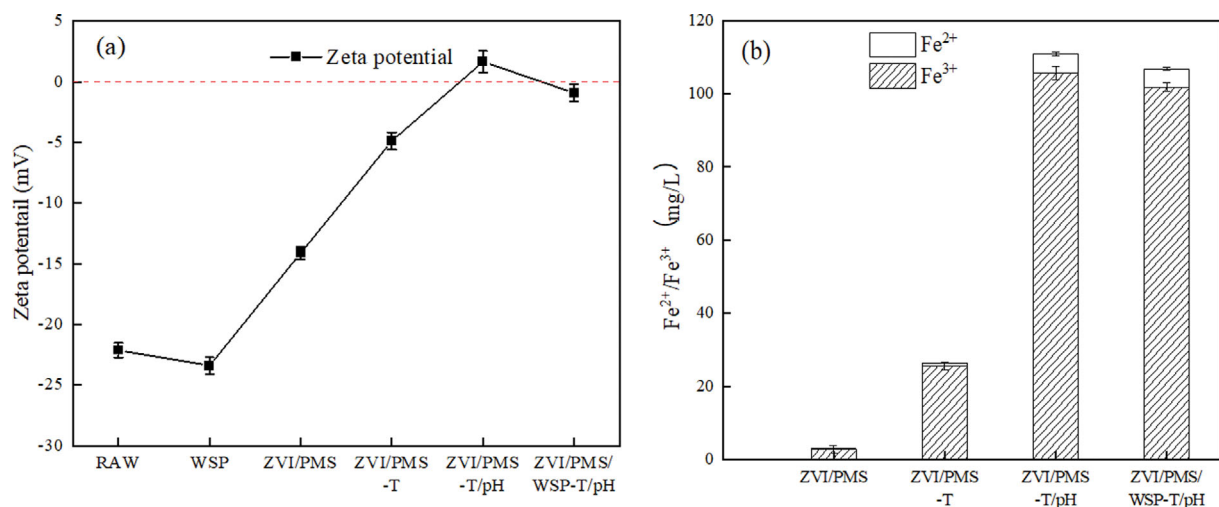 (a)
Zeta potential
Zeta potentail (mV)
5
0
-5
-10
-15
-20
-25
-30
RAW
WSP
ZVI/PMS
ZVI/PMS
-T
ZVI/PMS
-T/pH
ZVI/PMS/
WSP-T/pH
(b)
Fe²⁺
Fe³⁺
Fe²⁺/Fe³⁺ (mg/L)
120
100
80
60
40
20
0
ZVI/PMS
ZVI/PMS
-T
ZVI/PMS
-T/pH
ZVI/PMS/
WSP-T/pH